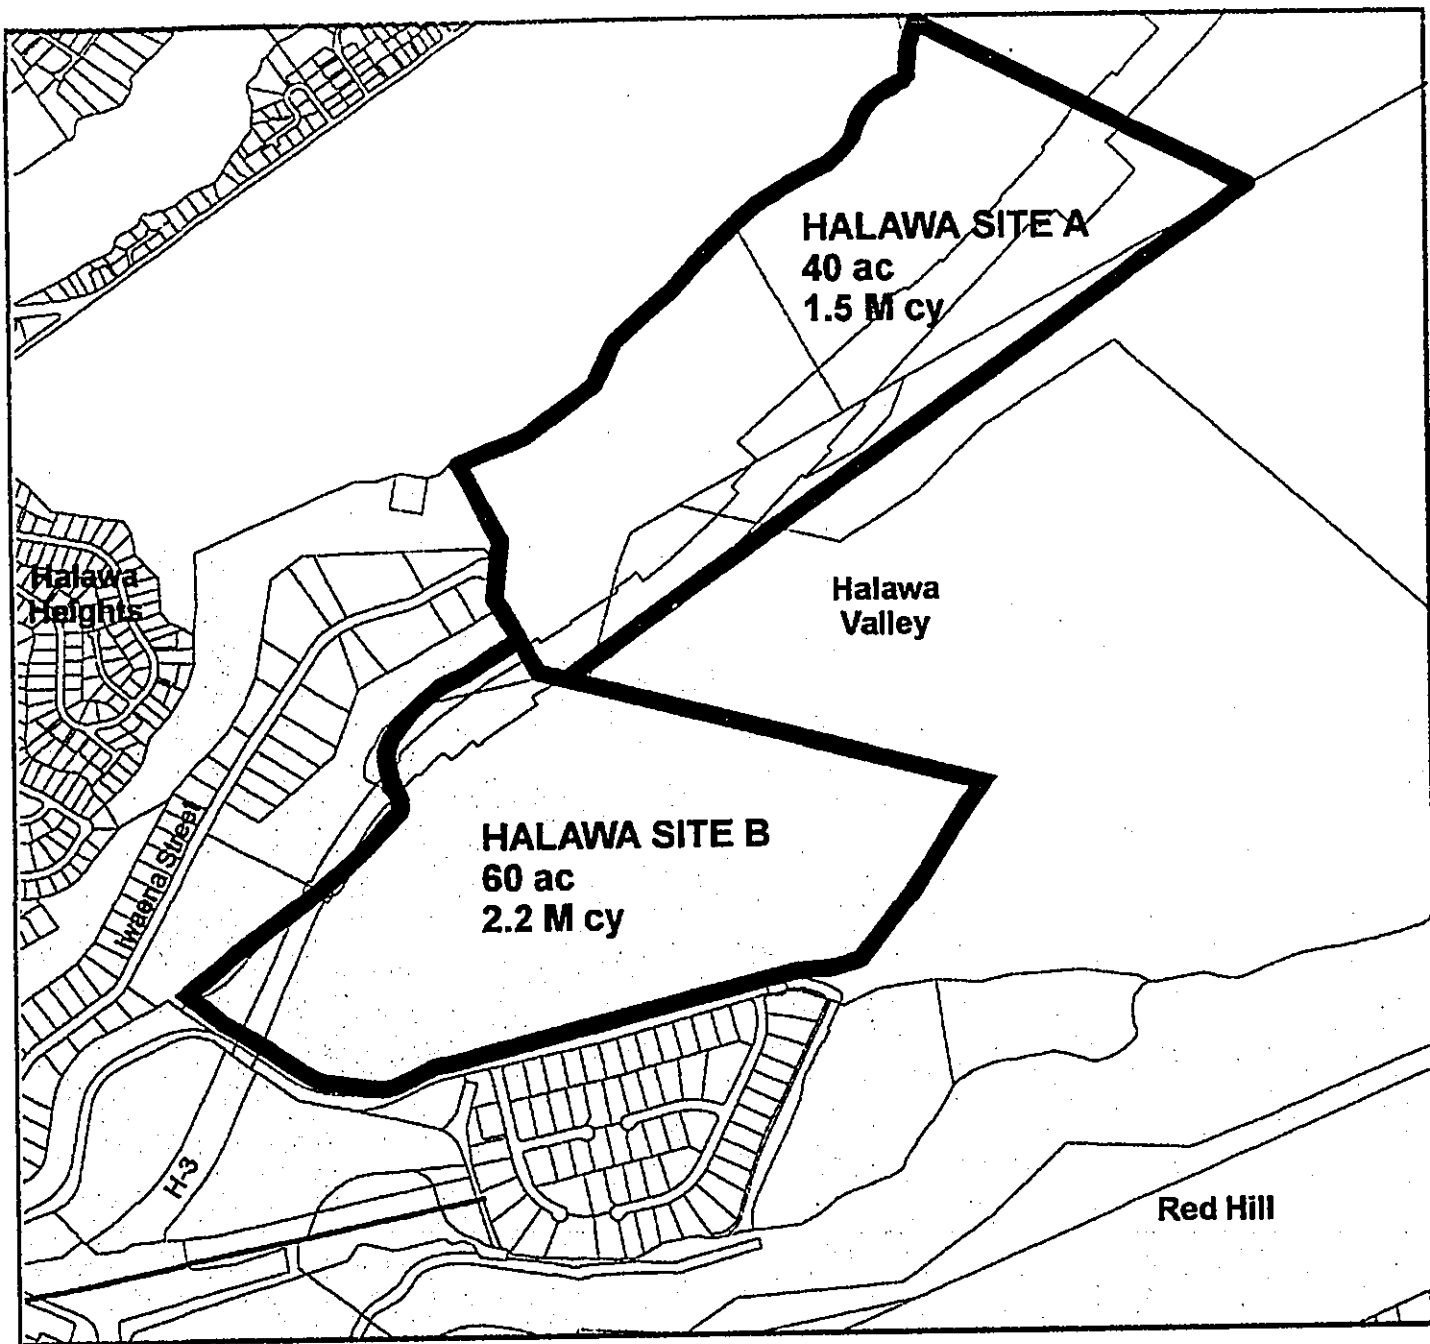 HALAWA SITE A
40 ac
1.5 M cy
Halawa
Heights
Halawa
Valley
HALAWA SITE B
60 ac
2.2 M cy
Iwaena Street
H-3
Red Hill